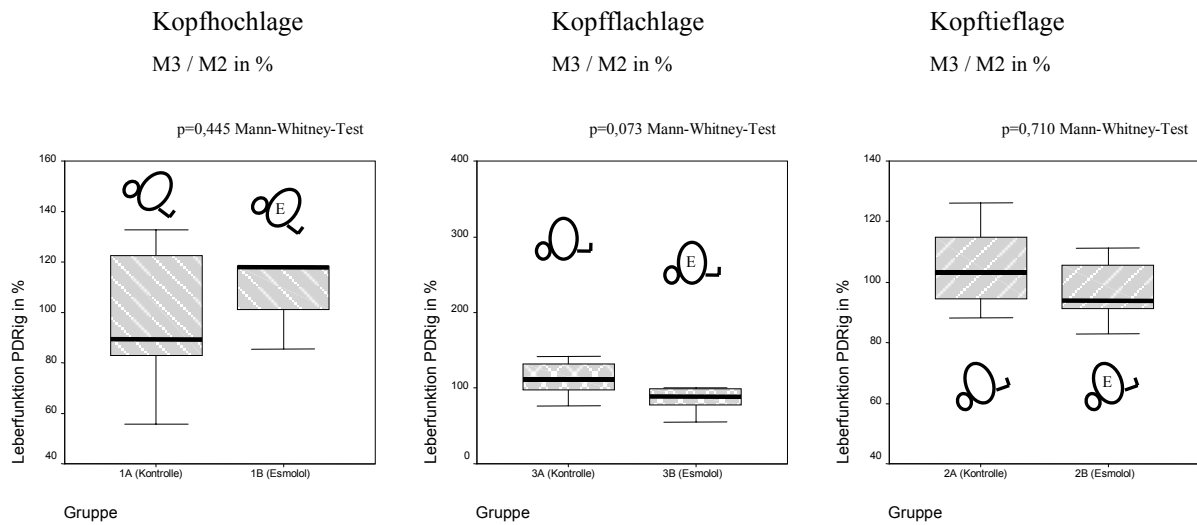 Kopfhochlage
M3 / M2 in %
p=0,445 Mann-Whitney-Test
Leberfunktion PDRig in %
160
140
120
100
80
60
40
E
1A (Kontrolle)
1B (Esmolol)
Gruppe
Kopfflachlage
M3 / M2 in %
p=0,073 Mann-Whitney-Test
Leberfunktion PDRig in %
400
300
200
100
0
E
3A (Kontrolle)
3B (Esmolol)
Gruppe
Kopftieflage
M3 / M2 in %
p=0,710 Mann-Whitney-Test
Leberfunktion PDRig in %
140
120
100
80
60
40
E
2A (Kontrolle)
2B (Esmolol)
Gruppe